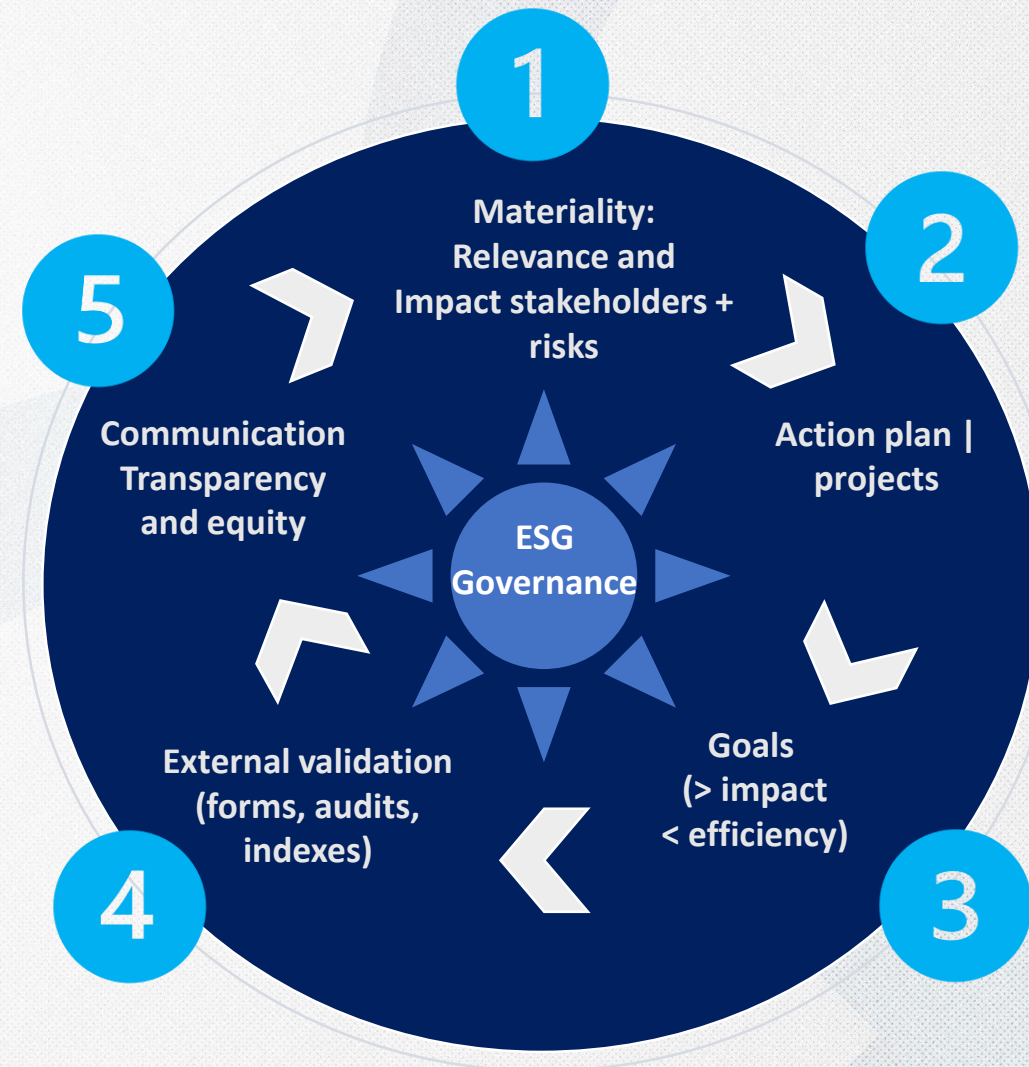 1
Materiality:
Relevance and
Impact stakeholders +
risks
2
Action plan |
projects
3
Goals
(> impact
< efficiency)
4
External validation
(forms, audits,
indexes)
5
Communication
Transparency
and equity
ESG
Governance